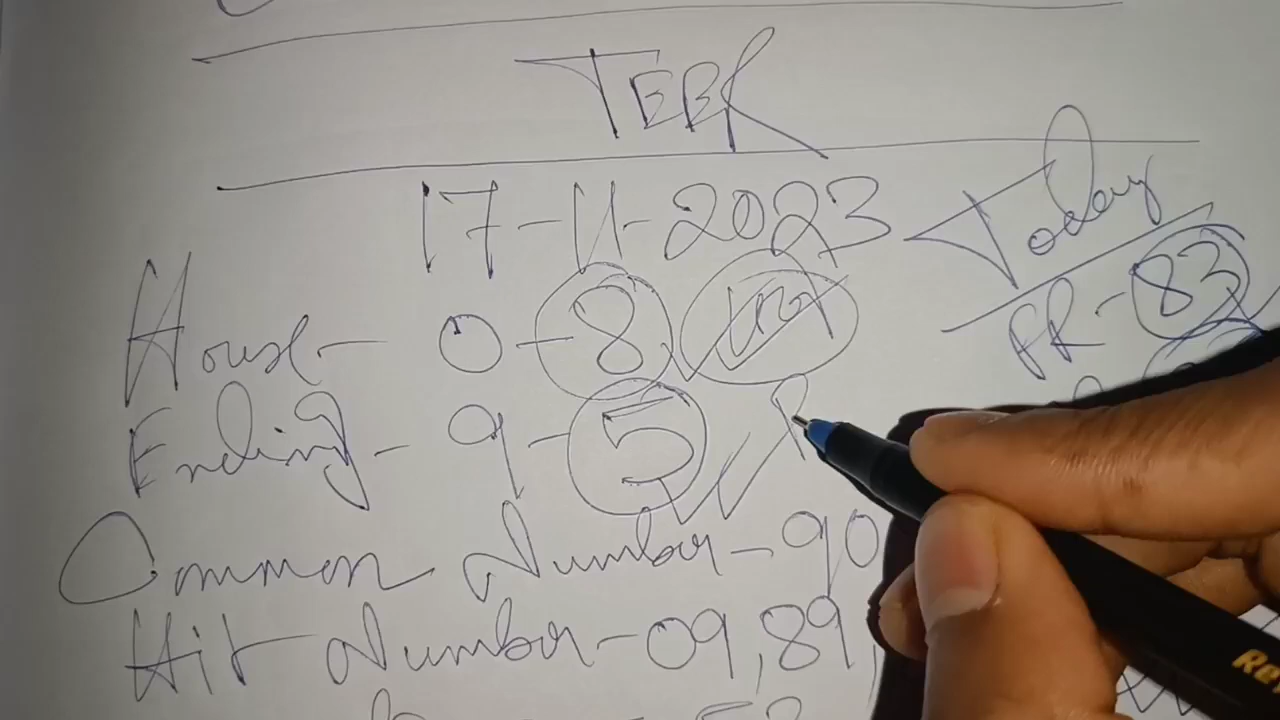 TEER
17-11-2023
Today
FR-83
House- 0-8
Ending- 9-5
Common Number-90
Hit Number-09,89,